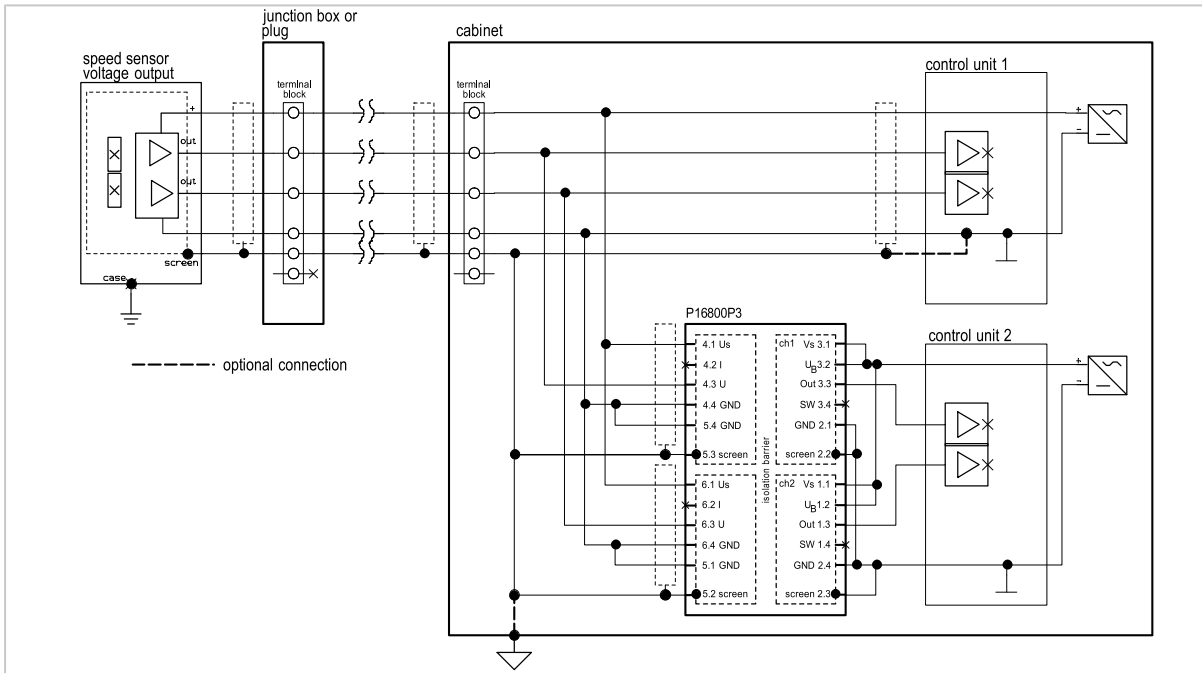 junction box or
plug
cabinet
speed sensor
voltage output
terminal
block
terminal
block
control unit 1
+
out
out
screen
case
+
-
optional connection
P16800P3
control unit 2
4.1 Us
4.2 I
4.3 U
4.4 GND
5.4 GND
5.3 screen
6.1 Us
6.2 I
6.3 U
6.4 GND
5.1 GND
5.2 screen
isolation barrier
ch1 Vs 3.1
UB3.2
Out 3.3
SW 3.4
GND 2.1
screen 2.2
ch2 Vs 1.1
UB1.2
Out 1.3
SW 1.4
GND 2.4
screen 2.3
+
-